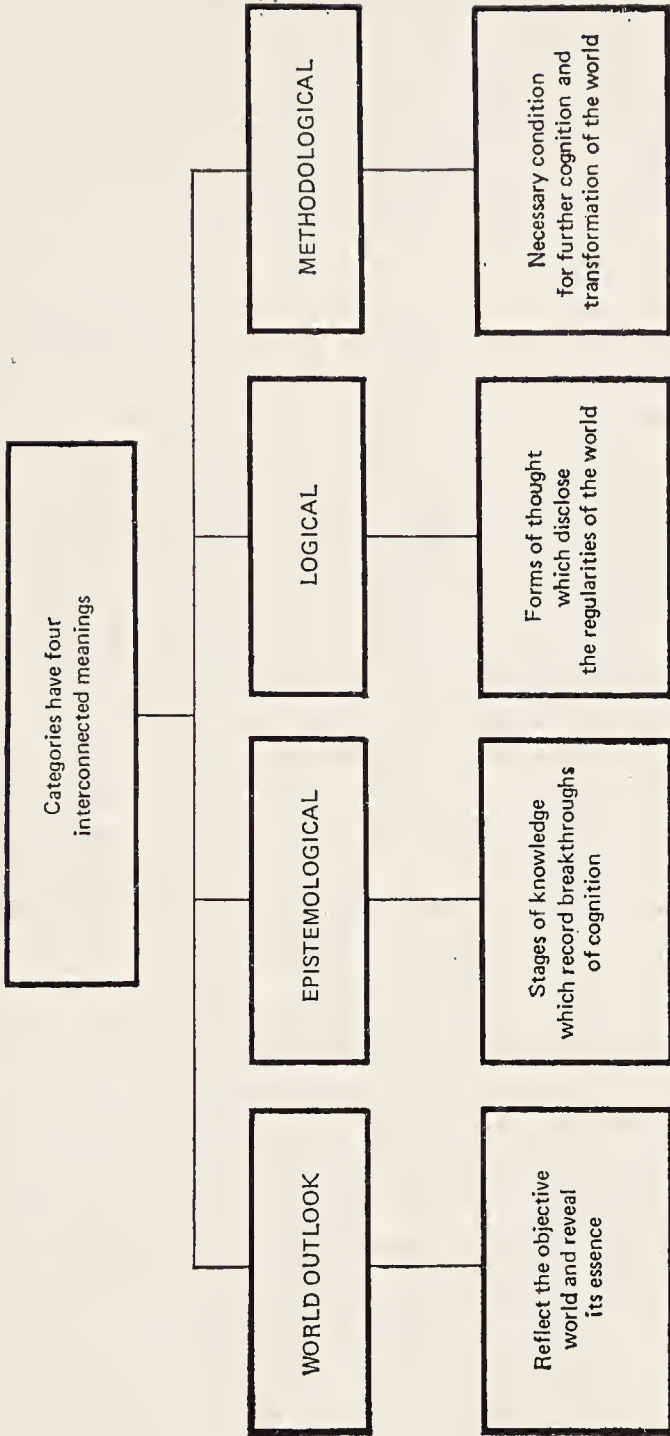 Categories have four
interconnected meanings
WORLD OUTLOOK
EPISTEMOLOGICAL
LOGICAL
METHODOLOGICAL
Reflect the objective
world and reveal
its essence
Stages of knowledge
which record breakthroughs
of cognition
Forms of thought
which disclose
the regularities of the world
Necessary condition
for further cognition and
transformation of the world